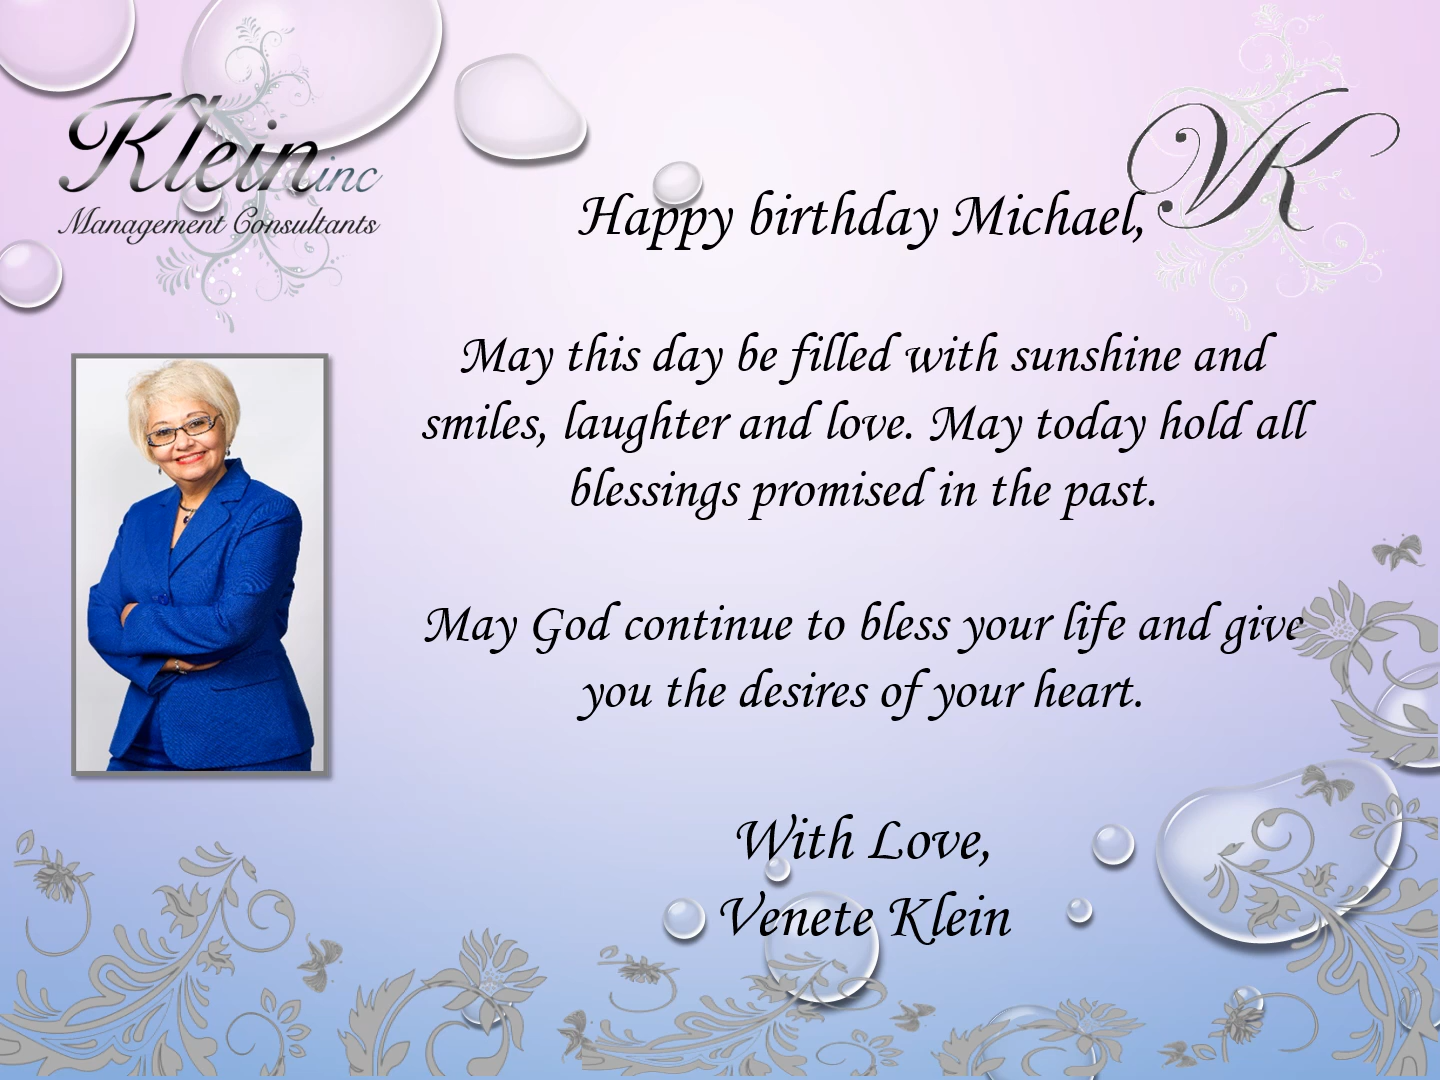 Klein inc
Management Consultants
VK
Happy birthday Michael,
May this day be filled with sunshine and
smiles, laughter and love. May today hold all
blessings promised in the past.
May God continue to bless your life and give
you the desires of your heart.
With Love,
Venete Klein